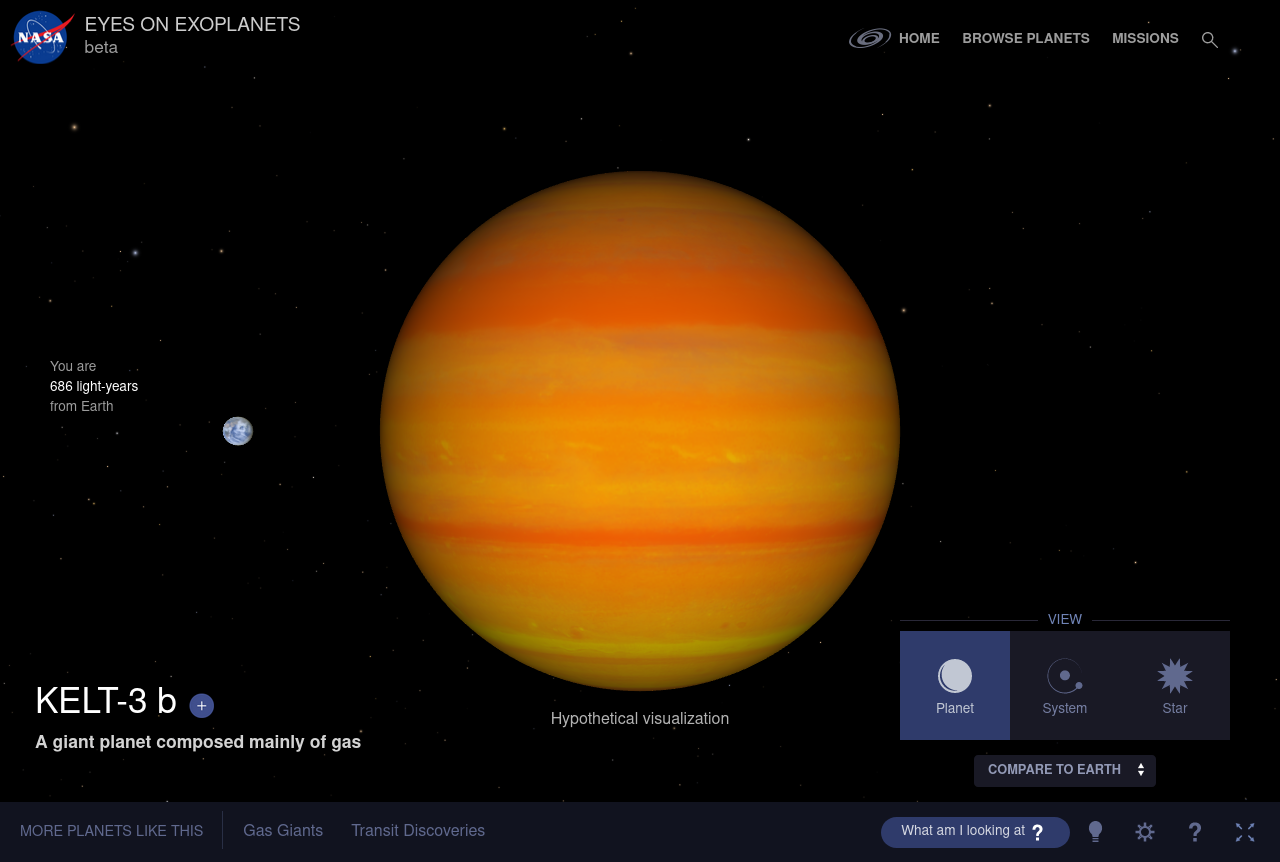 NASA
EYES ON EXOPLANETS
beta
HOME
BROWSE PLANETS
MISSIONS
You are
686 light-years
from Earth
KELT-3 b
+
A giant planet composed mainly of gas
Hypothetical visualization
VIEW
Planet
System
Star
COMPARE TO EARTH
MORE PLANETS LIKE THIS
Gas Giants
Transit Discoveries
What am I looking at ?
?